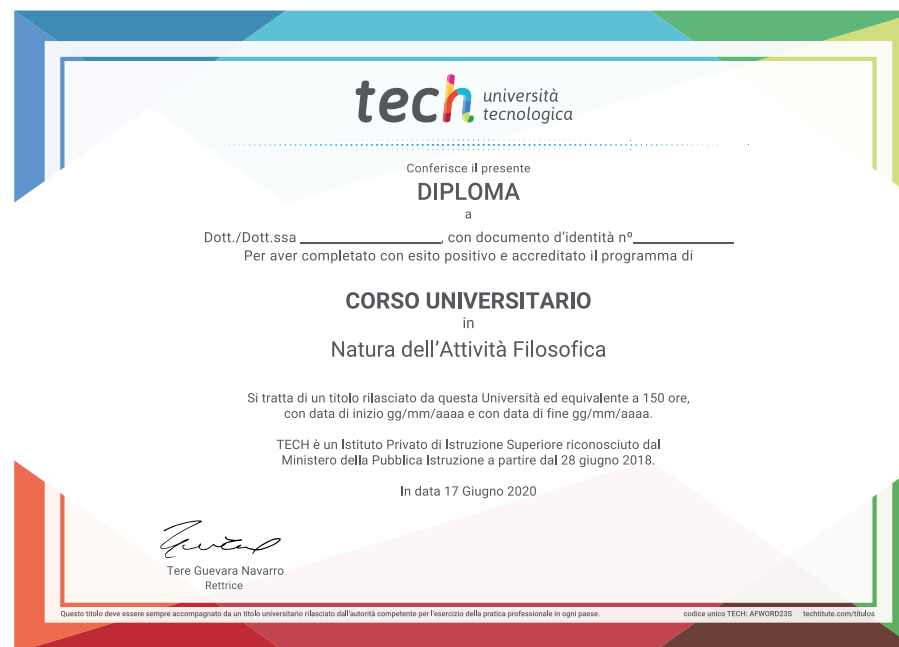 tech università
tecnologica
Conferisce il presente
DIPLOMA
a
Dott./Dott.ssa ____________________, con documento d'identità nº______________
Per aver completato con esito positivo e accreditato il programma di
CORSO UNIVERSITARIO
in
Natura dell'Attività Filosofica
Si tratta di un titolo rilasciato da questa Università ed equivalente a 150 ore,
con data di inizio gg/mm/aaaa e con data di fine gg/mm/aaaa.
TECH è un Istituto Privato di Istruzione Superiore riconosciuto dal
Ministero della Pubblica Istruzione a partire dal 28 giugno 2018.
In data 17 Giugno 2020
Tere Guevara Navarro
Rettrice
Questo titolo deve essere sempre accompagnato da un titolo universitario rilasciato dall'autorità competente per l'esercizio della pratica professionale in ogni paese. codice unico TECH: AFWORD23S techtitute.com/titulos